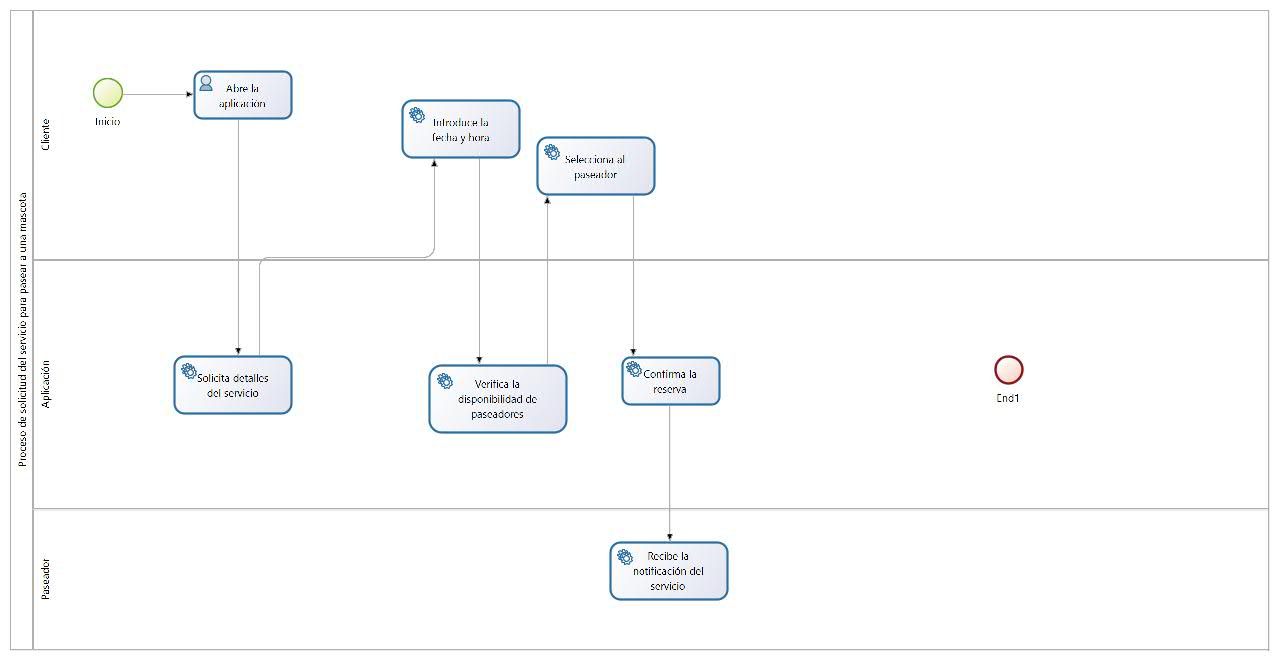 Proceso de solicitud del servicio para pasear a una mascota
Cliente
Inicio
Abre la
aplicación
Introduce la
fecha y hora
Selecciona al
paseador
Aplicación
Solicita detalles
del servicio
Verifica la
disponibilidad de
paseadores
Confirma la
reserva
End1
Paseador
Recibe la
notificación del
servicio